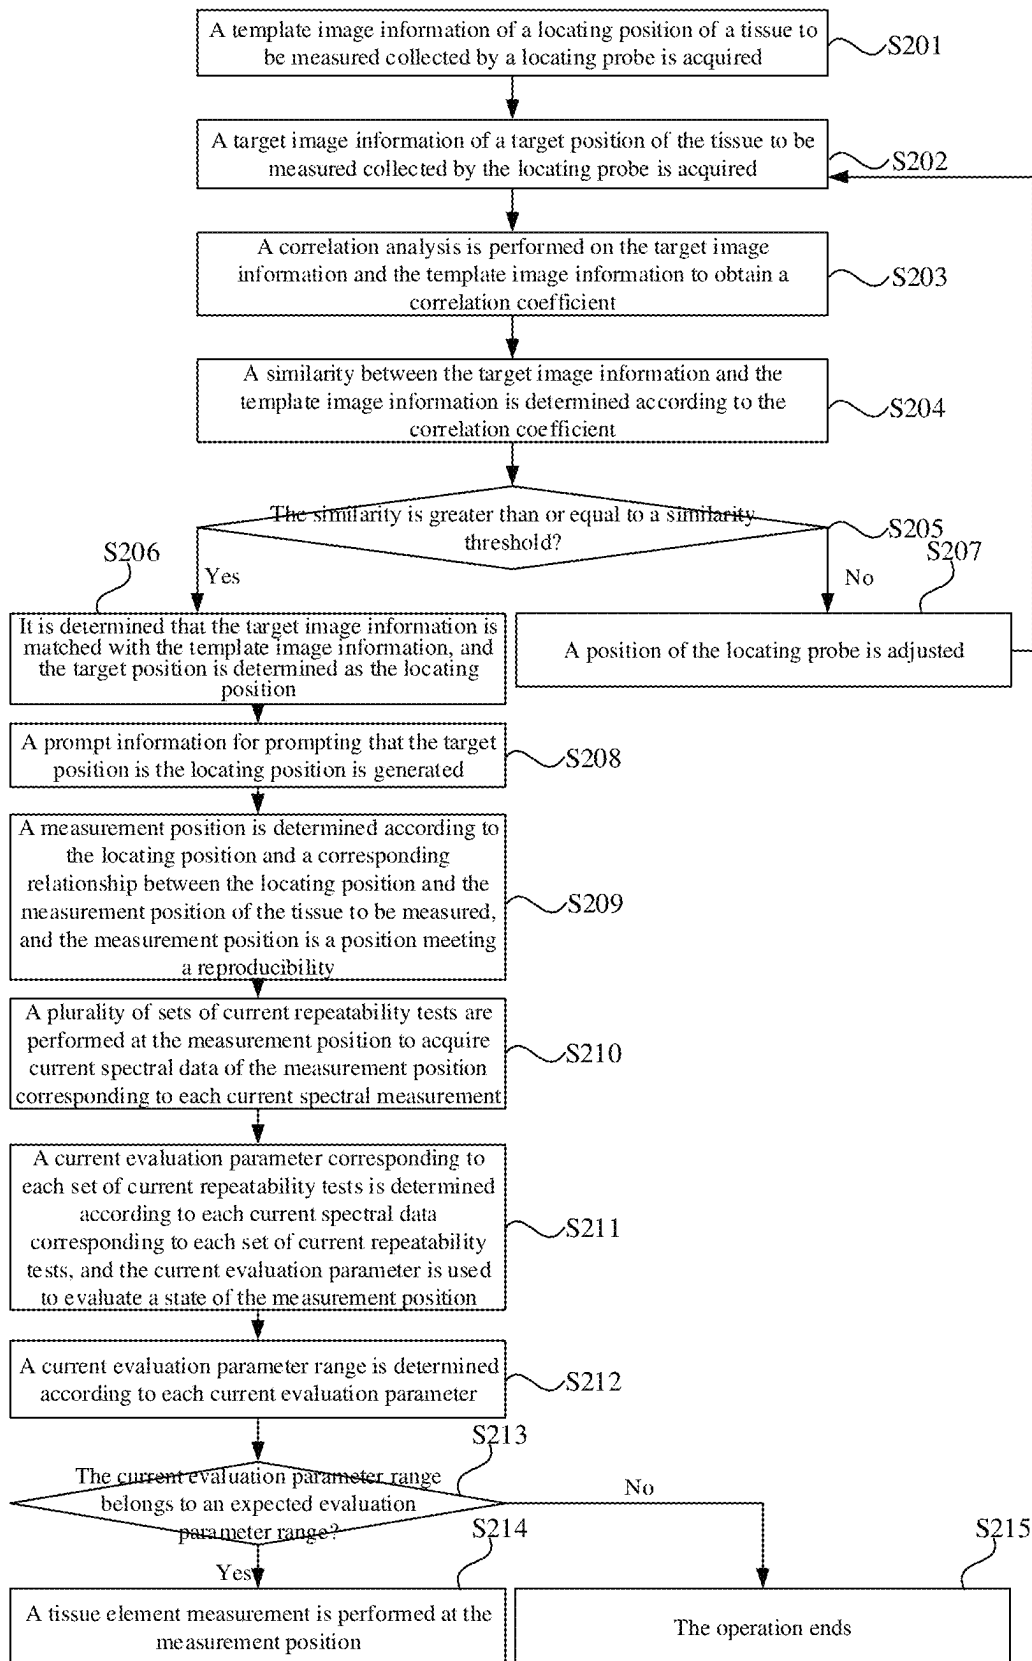 A template image information of a locating position of a tissue to
be measured collected by a locating probe is acquired
S201
A target image information of a target position of the tissue to be
measured collected by the locating probe is acquired
S202
A correlation analysis is performed on the target image
information and the template image information to obtain a
correlation coefficient
S203
A similarity between the target image information and the
template image information is determined according to the
correlation coefficient
S204
The similarity is greater than or equal to a similarity
threshold?
S205
S206
Yes
No
S207
It is determined that the target image information is
matched with the template image information, and
the target position is determined as the locating
position
A position of the locating probe is adjusted
A prompt information for prompting that the target
position is the locating position is generated
S208
A measurement position is determined according to
the locating position and a corresponding
relationship between the locating position and the
measurement position of the tissue to be measured,
and the measurement position is a position meeting
a reproducibility
S209
A plurality of sets of current repeatability tests are
performed at the measurement position to acquire
current spectral data of the measurement position
corresponding to each current spectral measurement
S210
A current evaluation parameter corresponding to
each set of current repeatability tests is determined
according to each current spectral data
corresponding to each set of current repeatability
tests, and the current evaluation parameter is used
to evaluate a state of the measurement position
S211
A current evaluation parameter range is determined
according to each current evaluation parameter
S212
S213
The current evaluation parameter range
belongs to an expected evaluation
parameter range?
No
Yes
S214
S215
A tissue element measurement is performed at the
measurement position
The operation ends